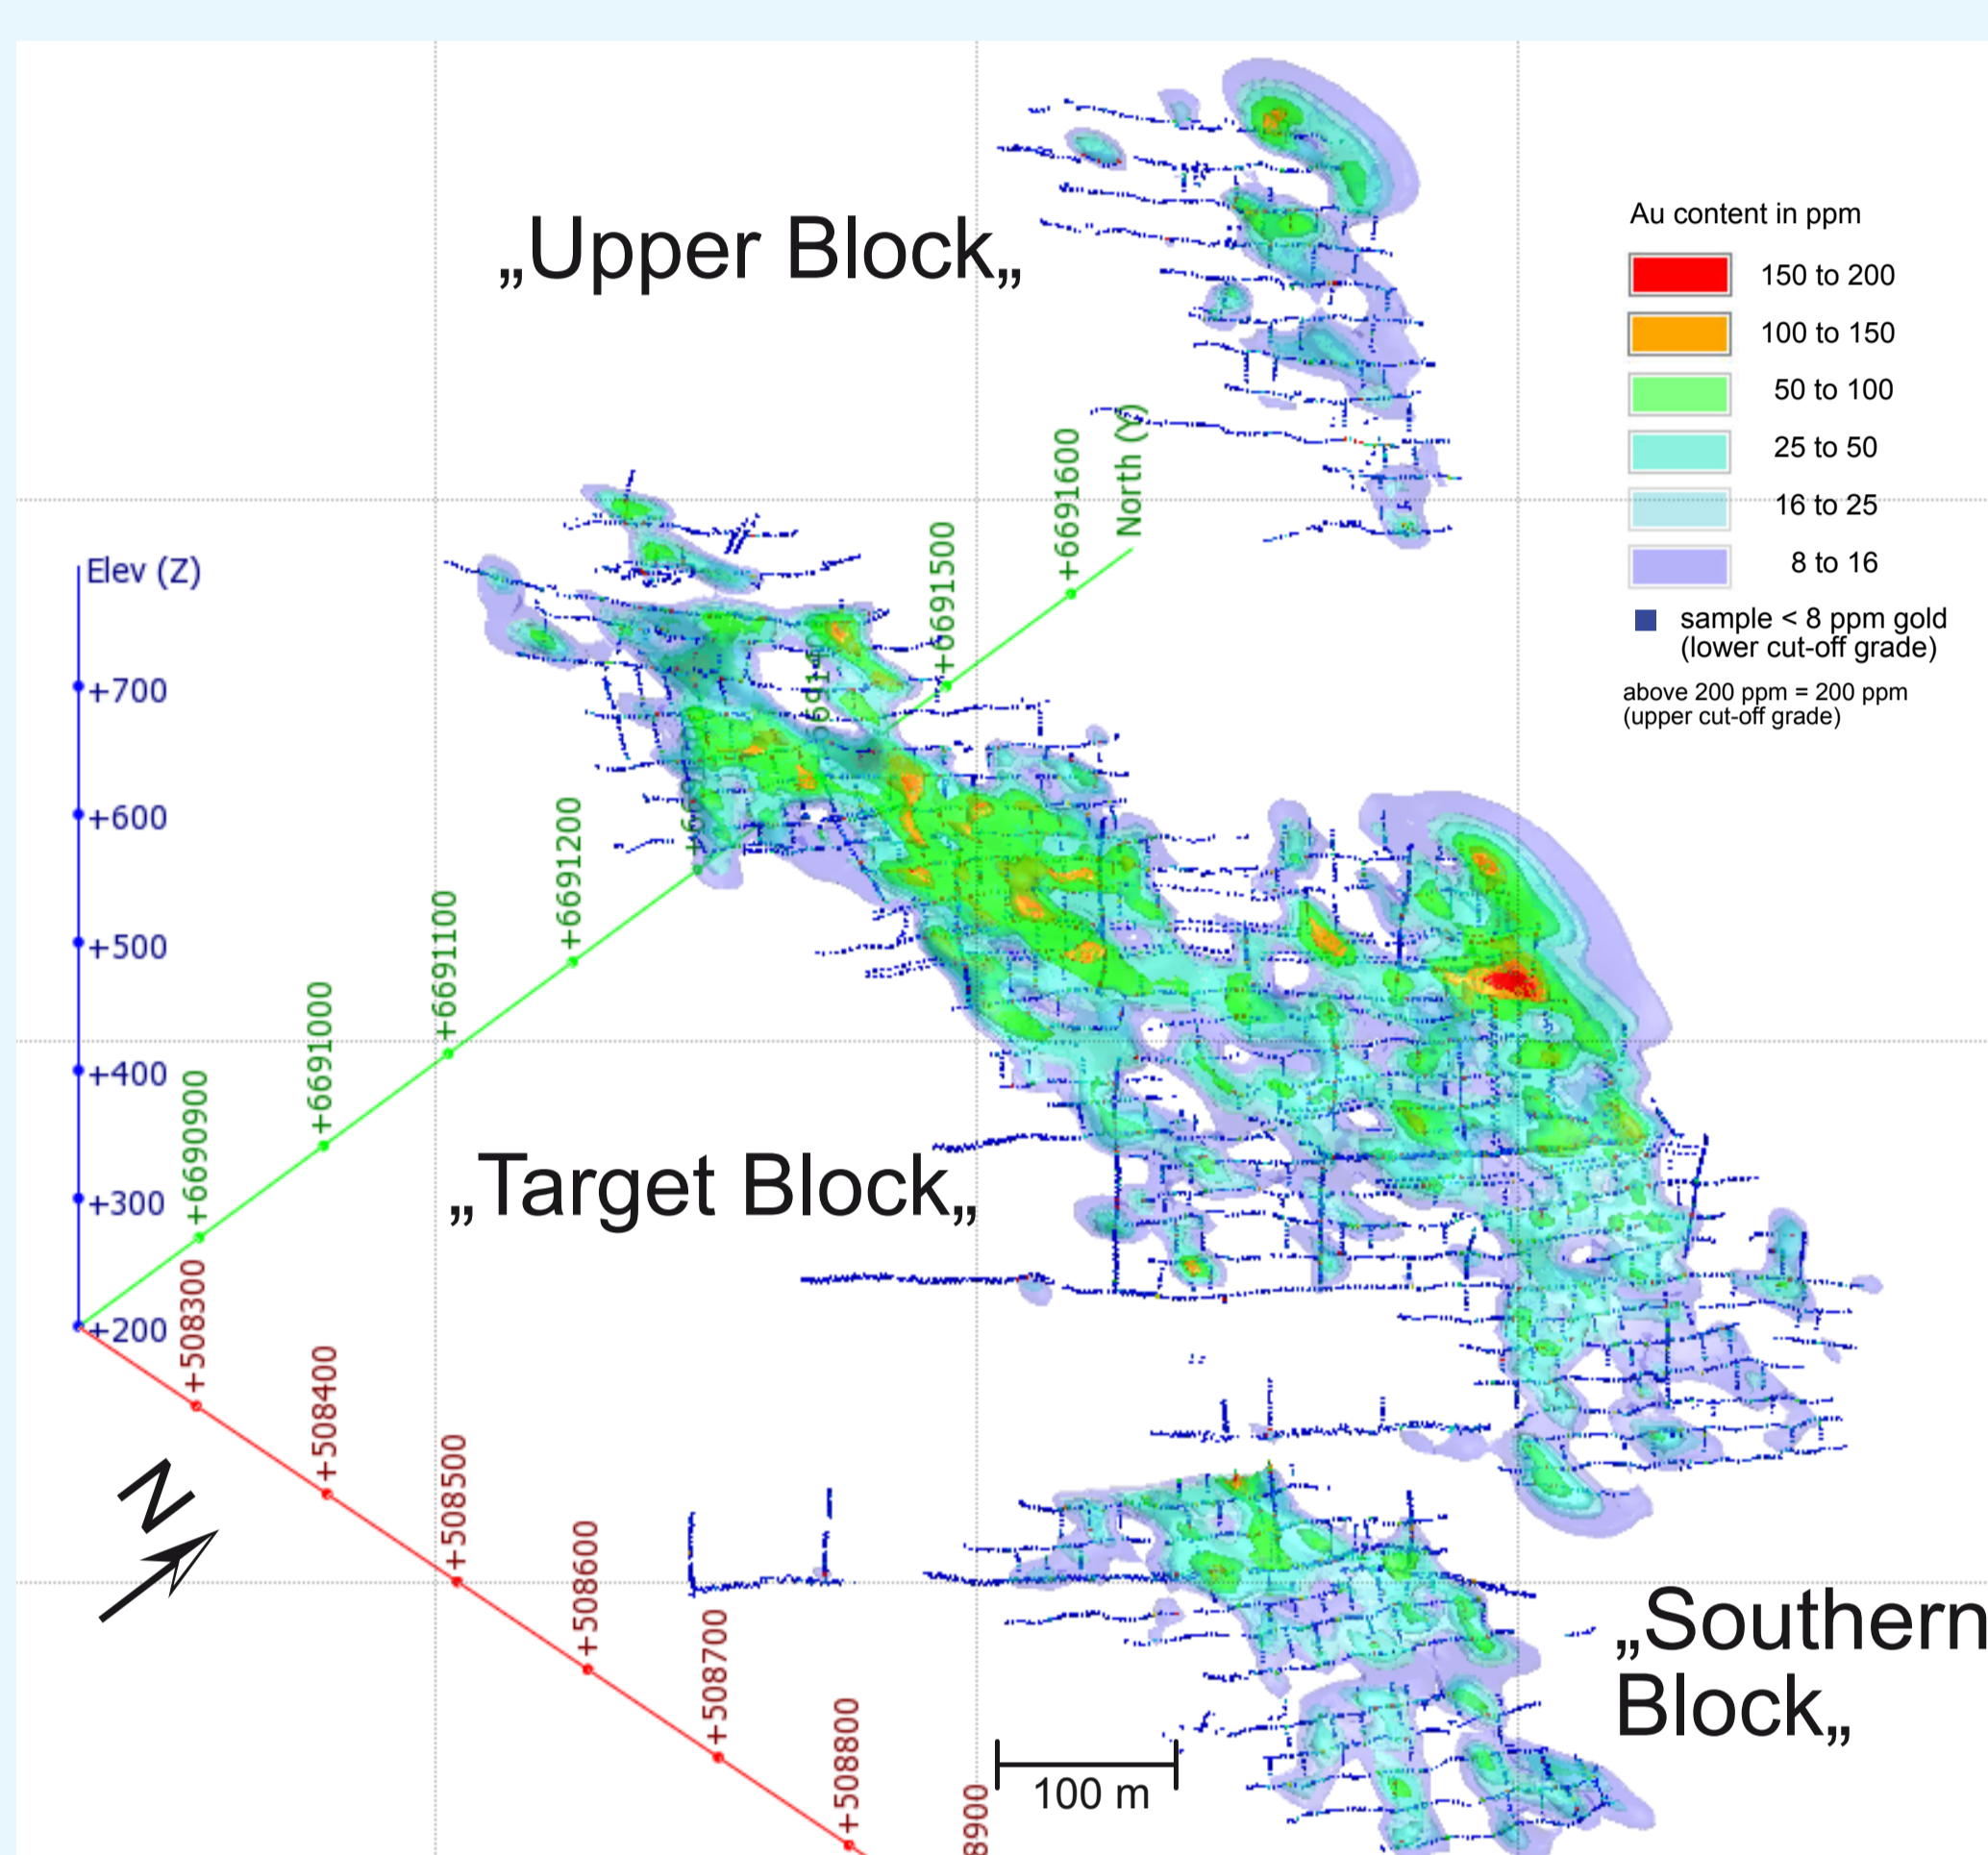 „Upper Block„
Au content in ppm
150 to 200
100 to 150
50 to 100
25 to 50
16 to 25
8 to 16
sample < 8 ppm gold
(lower cut-off grade)
above 200 ppm = 200 ppm
(upper cut-off grade)
Elev (Z)
+700
+600
+500
+400
+300
+200
North (Y)
+6691600
+6691500
+6691200
+6691100
+6691000
+6690900
„Target Block„
+508300
+508400
+508500
+508600
+508700
+508800
8900
N
100 m
„Southern
Block„